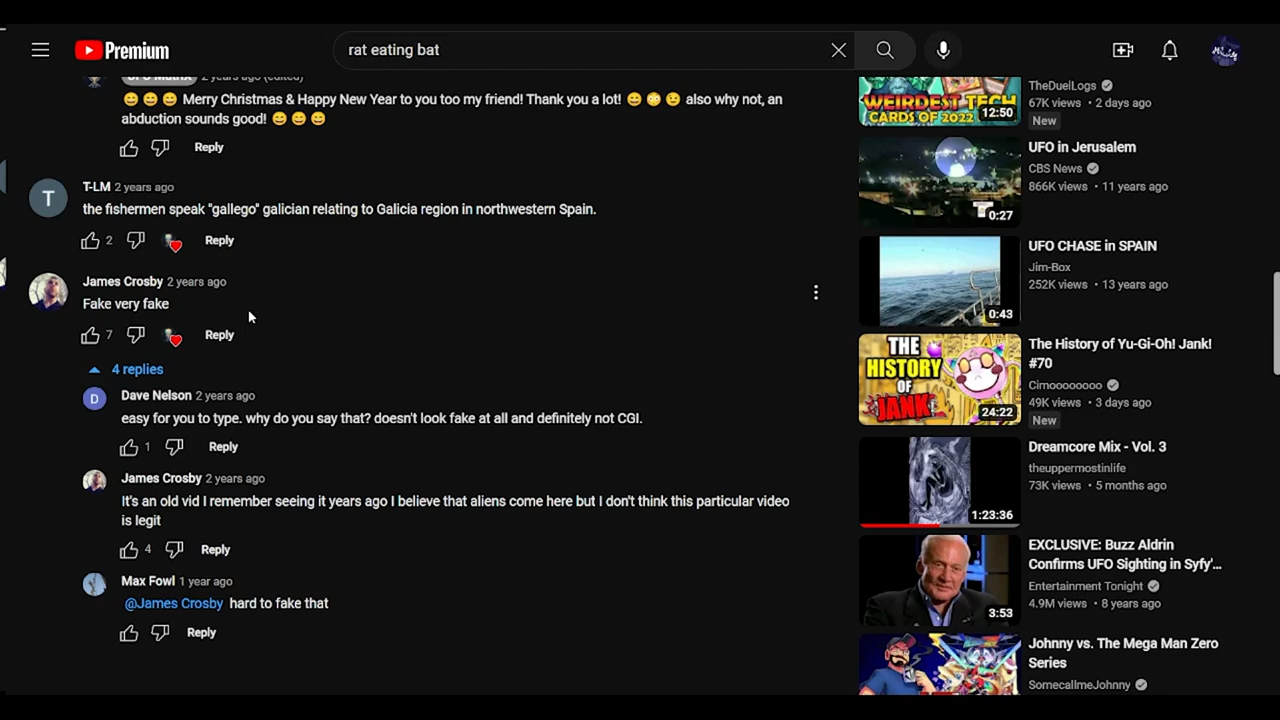 Premium
rat eating bat
UFO Matrix 2 years ago (edited)
😄 😄 😄 Merry Christmas & Happy New Year to you too my friend! Thank you a lot! 😄 😳 😉 also why not, an
abduction sounds good! 😄 😄 😄
Reply
T
T-LM 2 years ago
the fishermen speak "gallego" galician relating to Galicia region in northwestern Spain.
2 Reply
James Crosby 2 years ago
Fake very fake
7 Reply
4 replies
D
Dave Nelson 2 years ago
easy for you to type. why do you say that? doesn't look fake at all and definitely not CGI.
1 Reply
James Crosby 2 years ago
It's an old vid I remember seeing it years ago I believe that aliens come here but I don't think this particular video
is legit
4 Reply
Max Fowl 1 year ago
@James Crosby hard to fake that
Reply
WEIRDEST TECH
CARDS OF 2022
12:50
TheDuelLogs
67K views • 2 days ago
New
0:27
UFO in Jerusalem
CBS News
866K views • 11 years ago
0:43
UFO CHASE in SPAIN
Jim-Box
252K views • 13 years ago
THE
HISTORY
OF
JANK!
24:22
The History of Yu-Gi-Oh! Jank!
#70
Cimoooooooo
49K views • 3 days ago
New
1:23:36
Dreamcore Mix - Vol. 3
theuppermostinlife
73K views • 5 months ago
3:53
EXCLUSIVE: Buzz Aldrin
Confirms UFO Sighting in Syfy'...
Entertainment Tonight
4.9M views • 8 years ago
Johnny vs. The Mega Man Zero
Series
SomecallmeJohnny